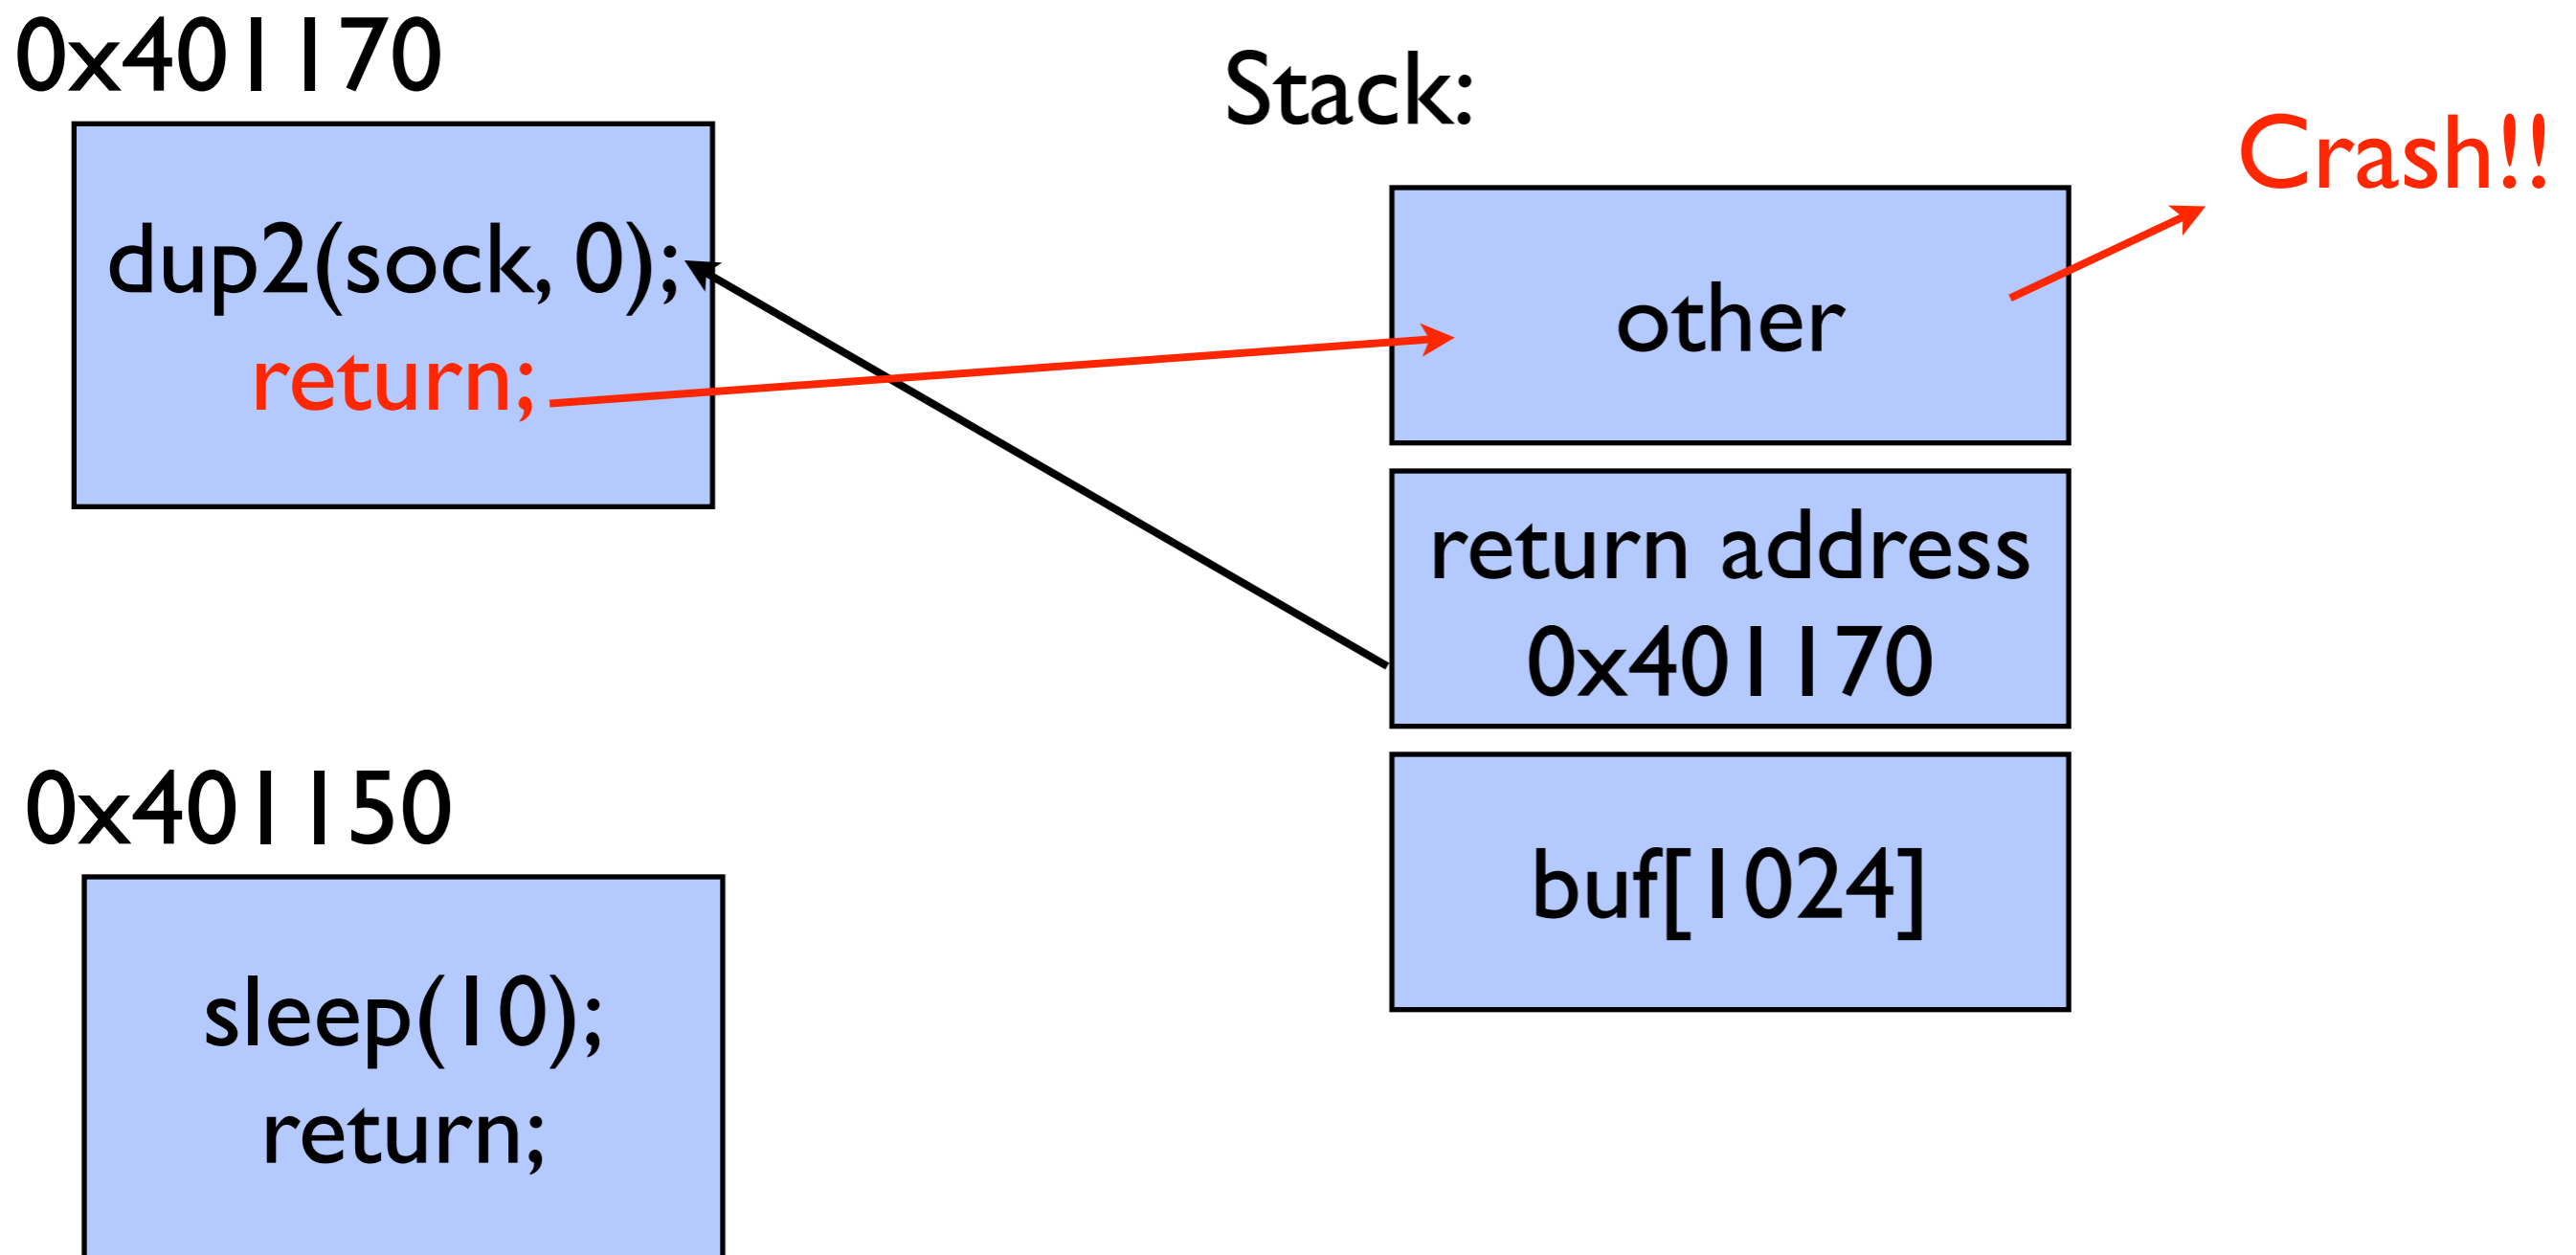 0x401170
dup2(sock, 0);
return;
0x401150
sleep(10);
return;
Stack:
Crash!!
other
return address
0x401170
buf[1024]